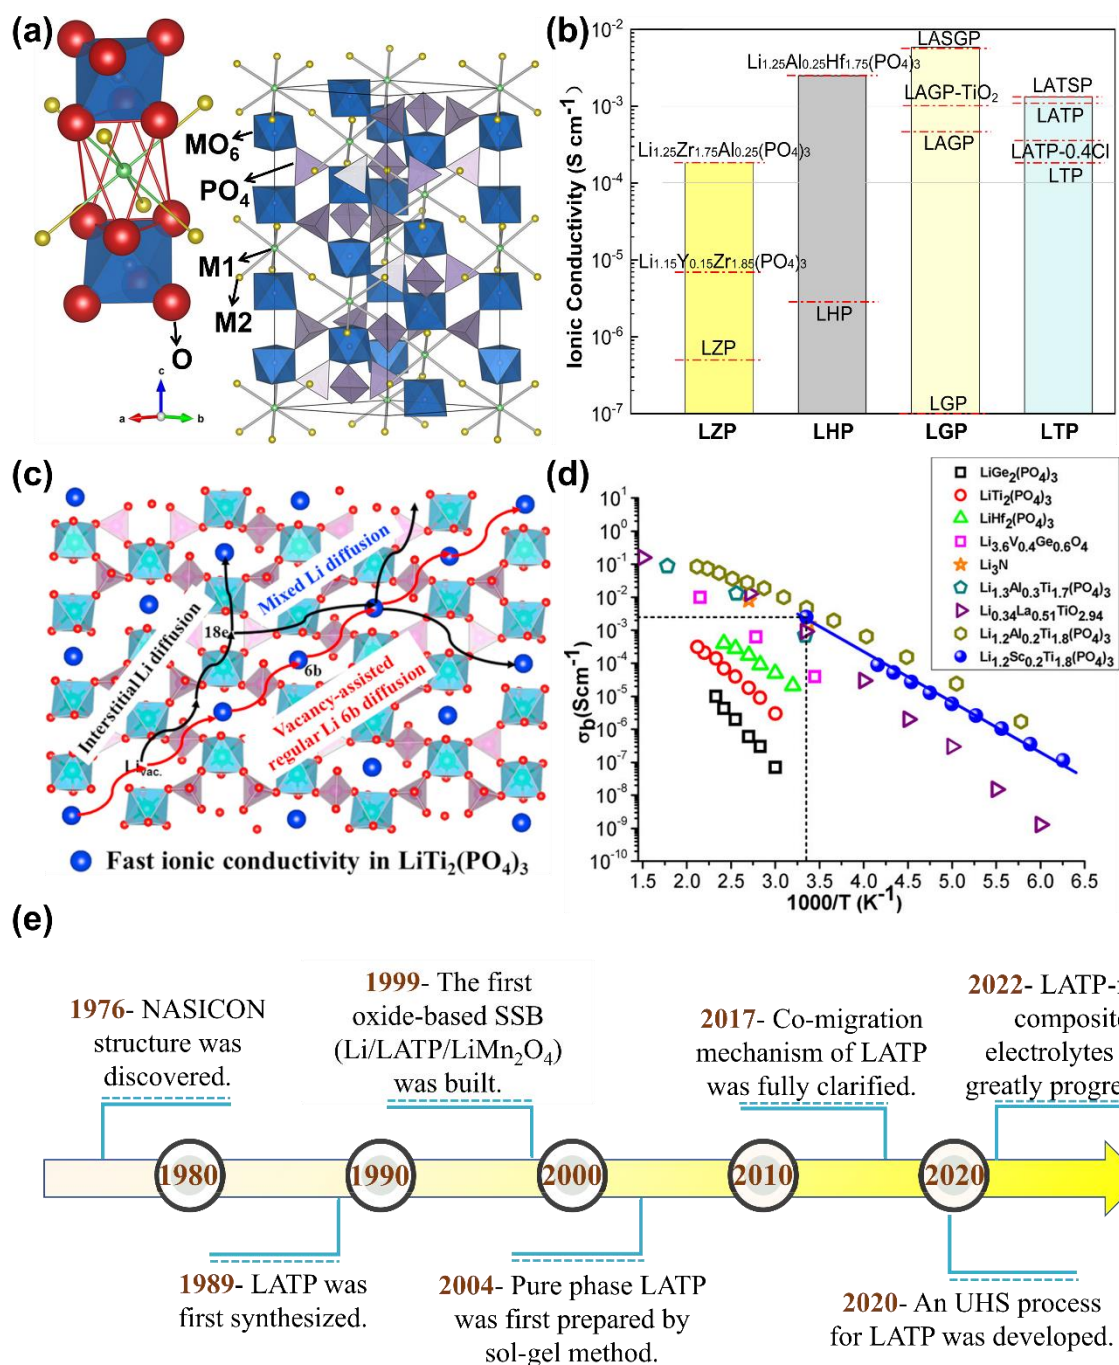 (a)
MO6
PO4
M1
M2
O
c
a
b
(b)
Ionic Conductivity (S cm-1)
10-2
10-3
10-4
10-5
10-6
10-7
Li1.25Zr1.75Al0.25(PO4)3
Li1.15Y0.15Zr1.85(PO4)3
LZP
Li1.25Al0.25Hf1.75(PO4)3
LHP
LASGP
LAGP-TiO2
LAGP
LGP
LATSP
LATP
LATP-0.4Cl
LTP
LZP
LHP
LGP
LTP
(c)
Interstitial Li diffusion
Mixed Li diffusion
Vacancy-assisted
regular Li 6b diffusion
18e
6b
Livac.
Fast ionic conductivity in LiTi2(PO4)3
(d)
σb(Scm-1)
101
100
10-1
10-2
10-3
10-4
10-5
10-6
10-7
10-8
10-9
10-10
1.5 2.0 2.5 3.0 3.5 4.0 4.5 5.0 5.5 6.0 6.5
1000/T (K-1)
LiGe2(PO4)3
LiTi2(PO4)3
LiHf2(PO4)3
Li3.6V0.4Ge0.6O4
Li3N
Li1.3Al0.3Ti1.7(PO4)3
Li0.34La0.51TiO2.94
Li1.2Al0.2Ti1.8(PO4)3
Li1.2Sc0.2Ti1.8(PO4)3
(e)
1976- NASICON
structure was
discovered.
1999- The first
oxide-based SSB
(Li/LATP/LiMn2O4)
was built.
2017- Co-migration
mechanism of LATP
was fully clarified.
2022- LATP-
composite
electrolytes
greatly
1980
1990
2000
2010
2020
1989- LATP was
first synthesized.
2004- Pure phase LATP
was first prepared by
sol-gel method.
2020- An UHS process
for LATP was developed.